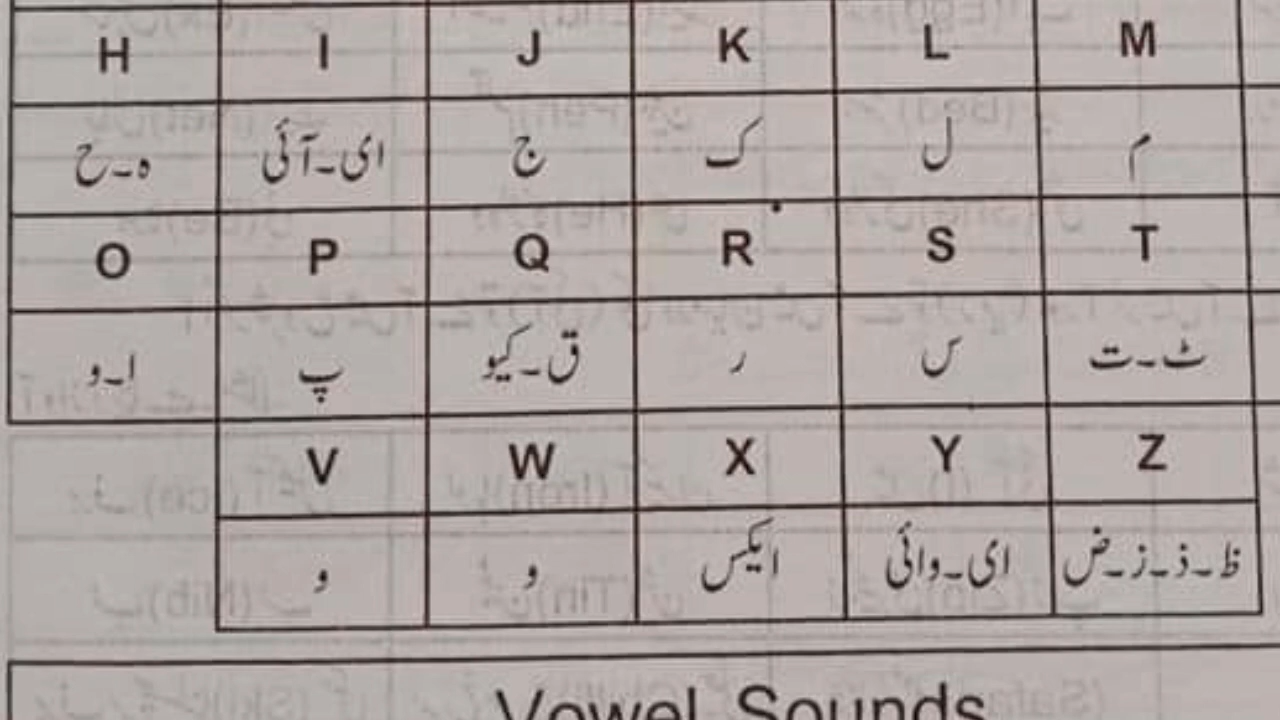 H I J K L M
ہ۔ح ای۔آئی ج ک ل م
O P Q R S T
ا۔و پ ق۔کیو ر س ٹ۔ت
V W X Y Z
و و ایکس ای۔وائی ظ۔ذ۔ز۔ض
Vowel Sounds